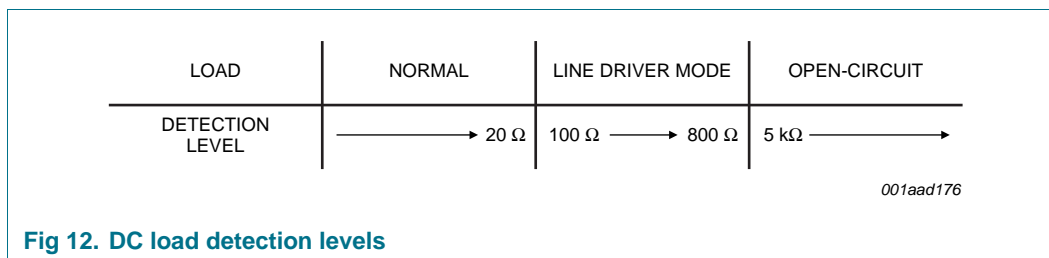 LOAD NORMAL LINE DRIVER MODE OPEN-CIRCUIT
DETECTION
LEVEL
20 Ω 100 Ω 800 Ω 5 kΩ
001aad176
Fig 12. DC load detection levels